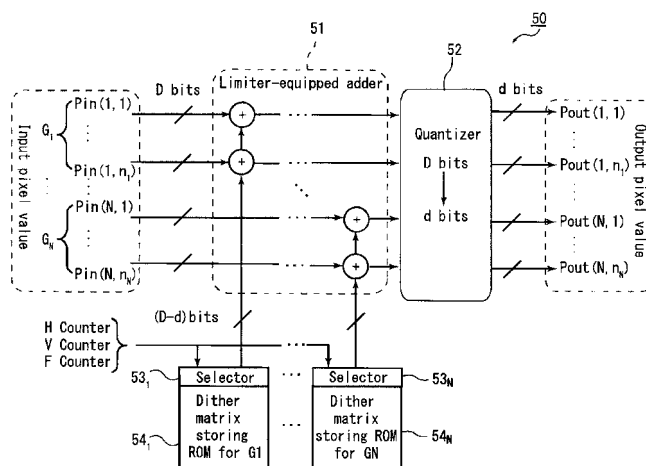 50
51
52
D bits
Limiter-equipped adder
d bits
Input pixel value
G1
Pin(1, 1)
Pin(1, n1)
GN
Pin(N, 1)
Pin(N, nN)
+
+
+
+
Quantizer
D bits
d bits
Pout(1, 1)
Pout(1, n1)
Pout(N, 1)
Pout(N, nN)
Output pixel value
(D-d)bits
H Counter
V Counter
F Counter
531
Selector
Selector
53N
541
Dither
matrix
storing
ROM for G1
Dither
matrix
storing ROM
for GN
54N